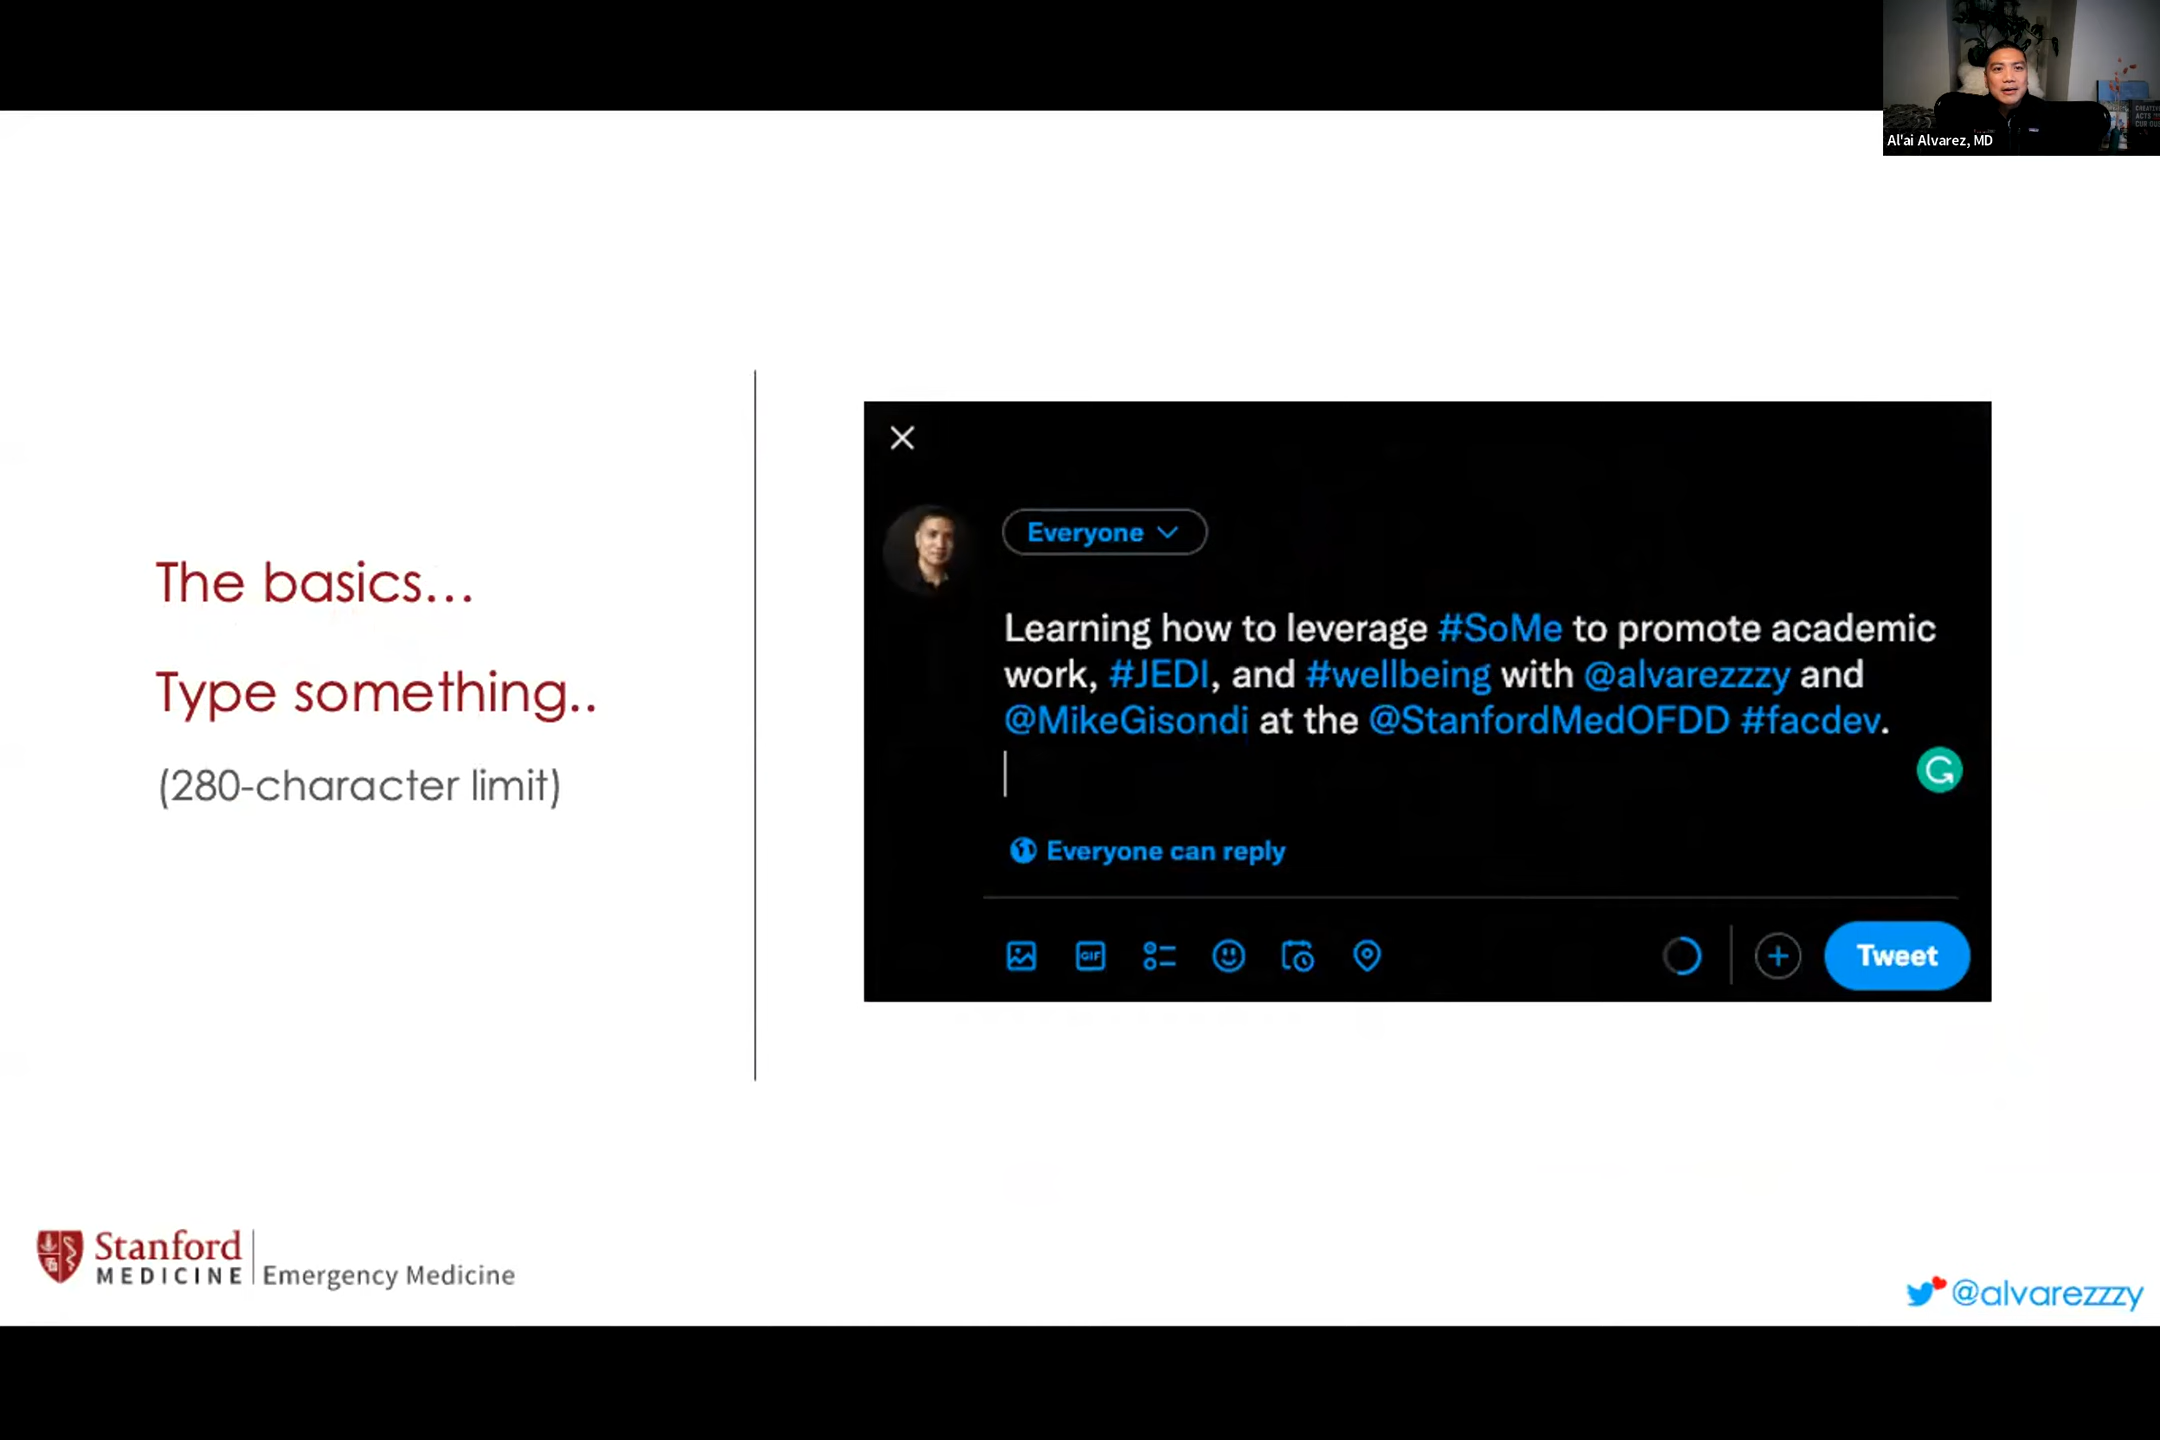 Al'ai Alvarez, MD
The basics...
Type something..
(280-character limit)
Everyone
Learning how to leverage #SoMe to promote academic
work, #JEDI, and #wellbeing with @alvarezzzy and
@MikeGisondi at the @StanfordMedOFDD #facdev.
Everyone can reply
GIF
Tweet
Stanford
MEDICINE
Emergency Medicine
@alvarezzzy